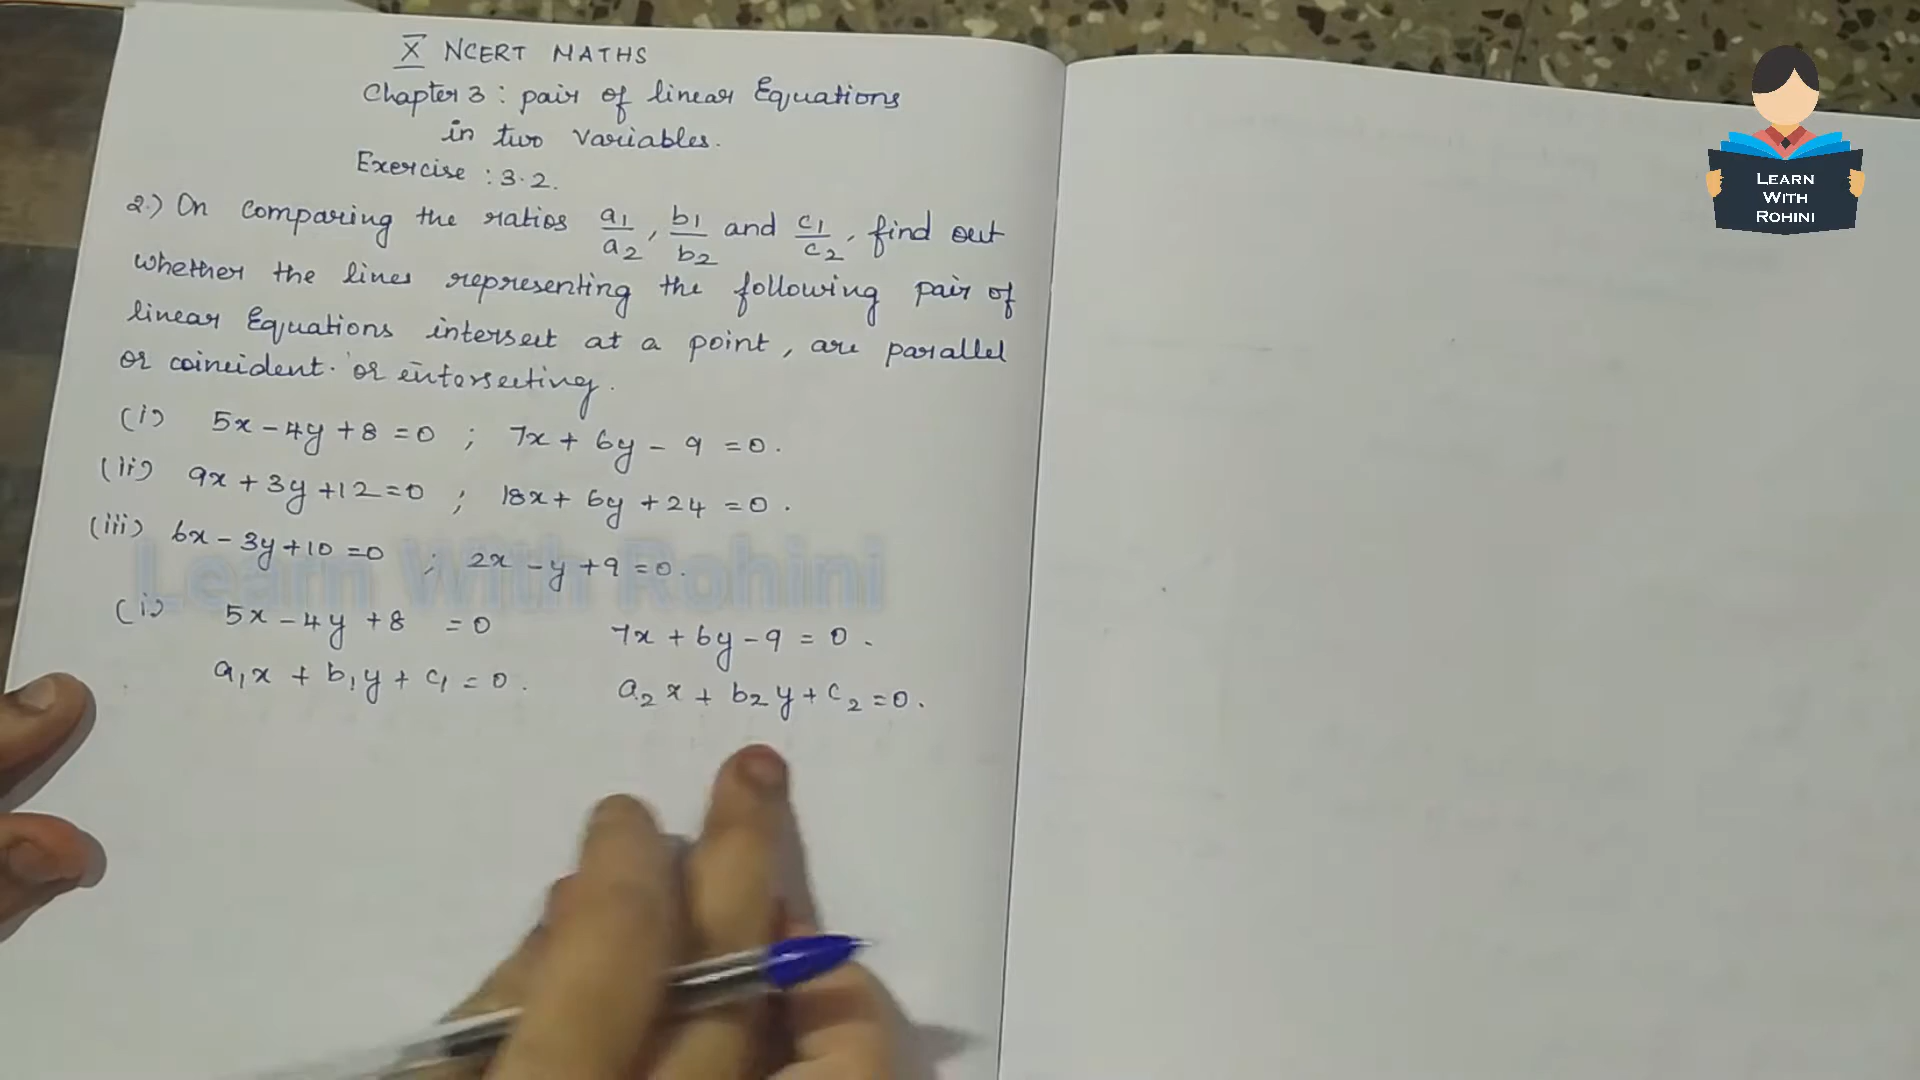 X NCERT MATHS
Chapter 3 : pair of linear Equations
in two variables.
Exercise : 3.2.
2.) On comparing the ratios a1/a2, b1/b2 and c1/c2, find out
whether the lines representing the following pair of
linear Equations intersect at a point, are parallel
or coincident. or intersecting.
(i) 5x - 4y + 8 = 0 ; 7x + 6y - 9 = 0.
(ii) 9x + 3y + 12 = 0 ; 18x + 6y + 24 = 0.
(iii) 6x - 3y + 10 = 0 ; 2x - y + 9 = 0.
(i) 5x - 4y + 8 = 0 7x + 6y - 9 = 0.
a1x + b1y + c1 = 0. a2x + b2y + c2 = 0.
Learn With Rohini
LEARN
WITH
ROHINI